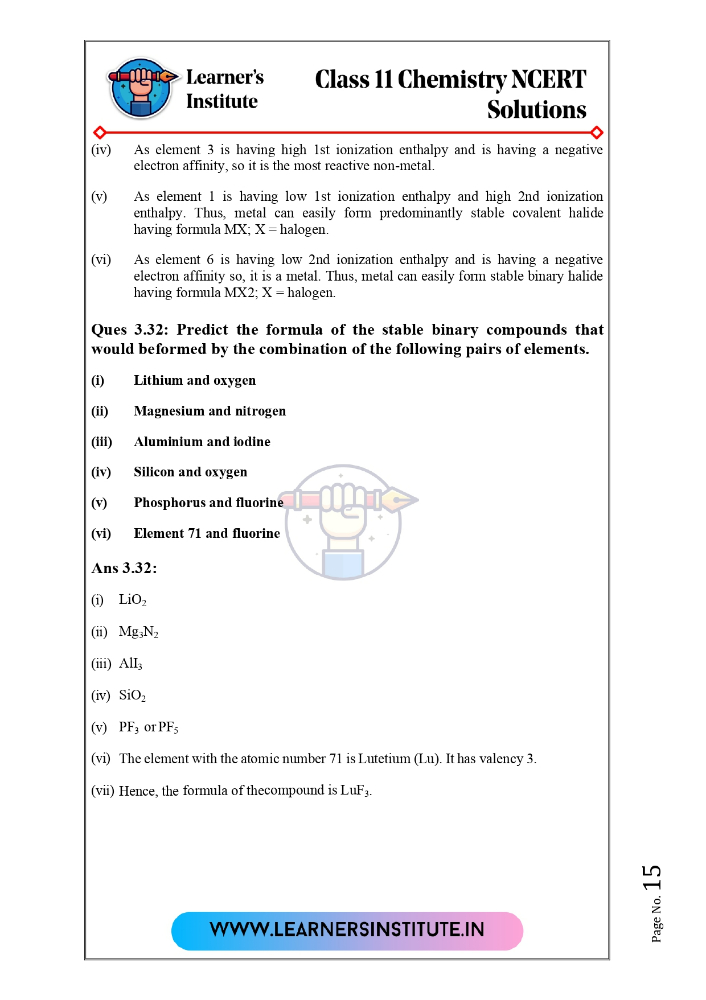 Learner's
Institute
Class 11 Chemistry NCERT
Solutions
(iv) As element 3 is having high 1st ionization enthalpy and is having a negative
electron affinity, so it is the most reactive non-metal.
(v) As element 1 is having low 1st ionization enthalpy and high 2nd ionization
enthalpy. Thus, metal can easily form predominantly stable covalent halide
having formula MX; X = halogen.
(vi) As element 6 is having low 2nd ionization enthalpy and is having a negative
electron affinity so, it is a metal. Thus, metal can easily form stable binary halide
having formula MX2; X = halogen.
Ques 3.32: Predict the formula of the stable binary compounds that
would beformed by the combination of the following pairs of elements.
(i) Lithium and oxygen
(ii) Magnesium and nitrogen
(iii) Aluminium and iodine
(iv) Silicon and oxygen
(v) Phosphorus and fluorine
(vi) Element 71 and fluorine
Ans 3.32:
(i) LiO₂
(ii) Mg₃N₂
(iii) AlI₃
(iv) SiO₂
(v) PF₃ or PF₅
(vi) The element with the atomic number 71 is Lutetium (Lu). It has valency 3.
(vii) Hence, the formula of thecompound is LuF₃.
Page No. 15
WWW.LEARNERSINSTITUTE.IN